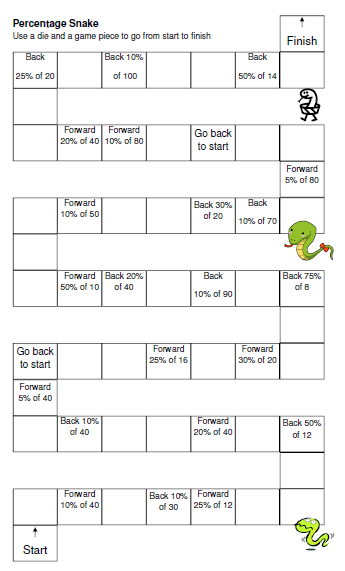 Percentage Snake
Use a die and a game piece to go from start to finish
↑
Finish
Back
25% of 20
Back 10%
of 100
Back
50% of 14
Forward
20% of 40
Forward
10% of 80
Go back
to start
Forward
5% of 80
Forward
10% of 50
Back 30%
of 20
Back
10% of 70
Forward
50% of 10
Back 20%
of 40
Back
10% of 90
Back 75%
of 8
Go back
to start
Forward
25% of 16
Forward
30% of 20
Forward
5% of 40
Back 10%
of 40
Forward
20% of 40
Back 50%
of 12
Forward
10% of 40
Back 10%
of 30
Forward
25% of 12
↑
Start